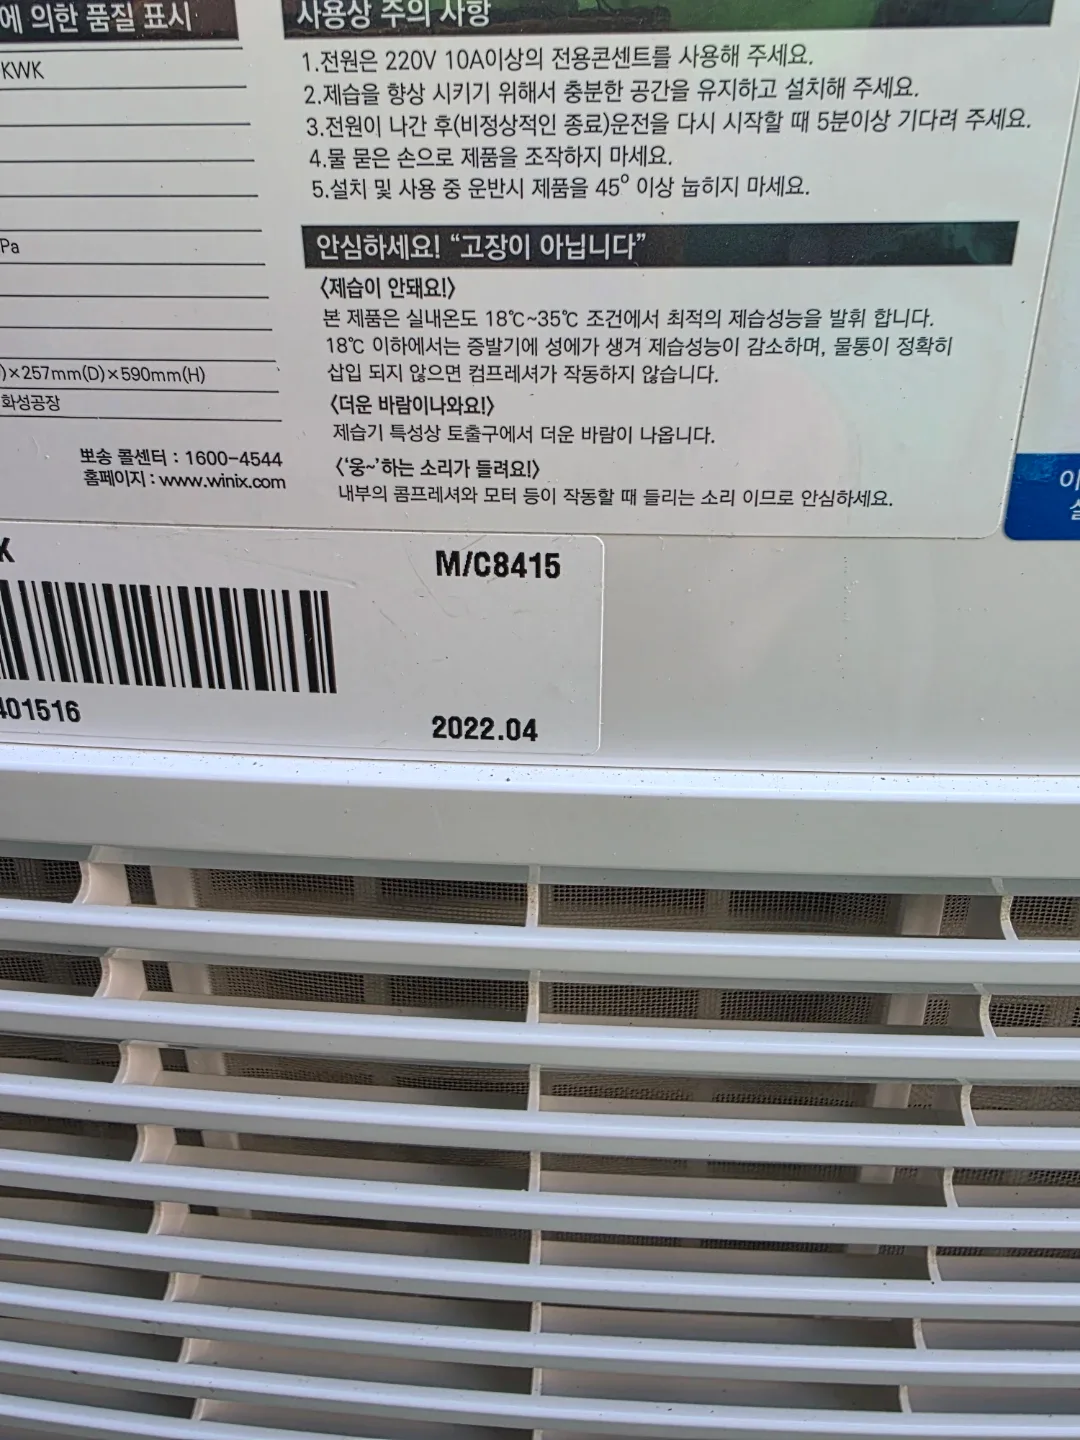 에 의한 품질 표시
KWK
Pa
)×257mm(D)×590mm(H)
화성공장
뽀송 콜센터 : 1600-4544
홈페이지 : www.winix.com
사용상 주의 사항
1.전원은 220V 10A이상의 전용콘센트를 사용해 주세요.
2.제습을 향상 시키기 위해서 충분한 공간을 유지하고 설치해 주세요.
3.전원이 나간 후(비정상적인 종료)운전을 다시 시작할 때 5분이상 기다려 주세요.
4.물 묻은 손으로 제품을 조작하지 마세요.
5.설치 및 사용 중 운반시 제품을 45° 이상 눕히지 마세요.
안심하세요! “고장이 아닙니다”
〈제습이 안돼요!〉
본 제품은 실내온도 18℃~35℃ 조건에서 최적의 제습성능을 발휘 합니다.
18℃ 이하에서는 증발기에 성에가 생겨 제습성능이 감소하며, 물통이 정확히
삽입 되지 않으면 컴프레셔가 작동하지 않습니다.
〈더운 바람이나와요!〉
제습기 특성상 토출구에서 더운 바람이 나옵니다.
〈‘웅~’하는 소리가 들려요!〉
내부의 콤프레셔와 모터 등이 작동할 때 들리는 소리 이므로 안심하세요.
이
X
M/C8415
401516
2022.04